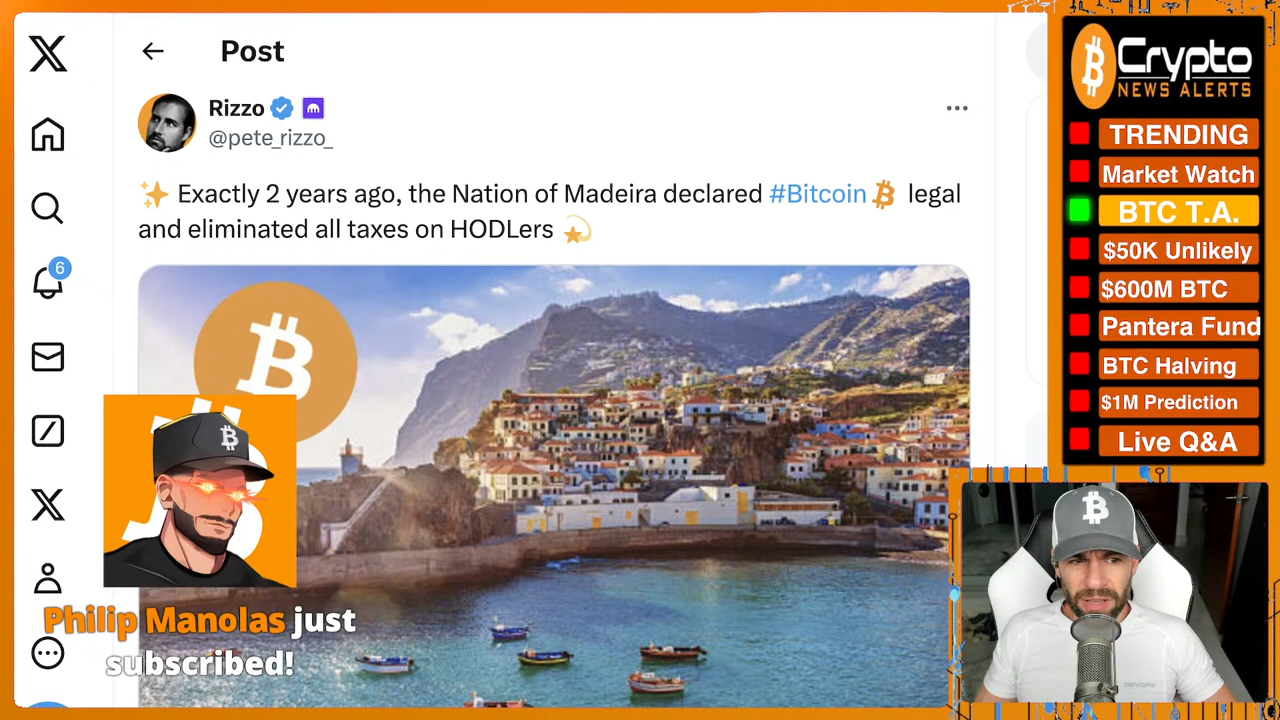 Post
Rizzo
@pete_rizzo_
Exactly 2 years ago, the Nation of Madeira declared #Bitcoin legal
and eliminated all taxes on HODLers
6
Philip Manolas just
subscribed!
Crypto
NEWS ALERTS
TRENDING
Market Watch
BTC T.A.
$50K Unlikely
$600M BTC
Pantera Fund
BTC Halving
$1M Prediction
Live Q&A